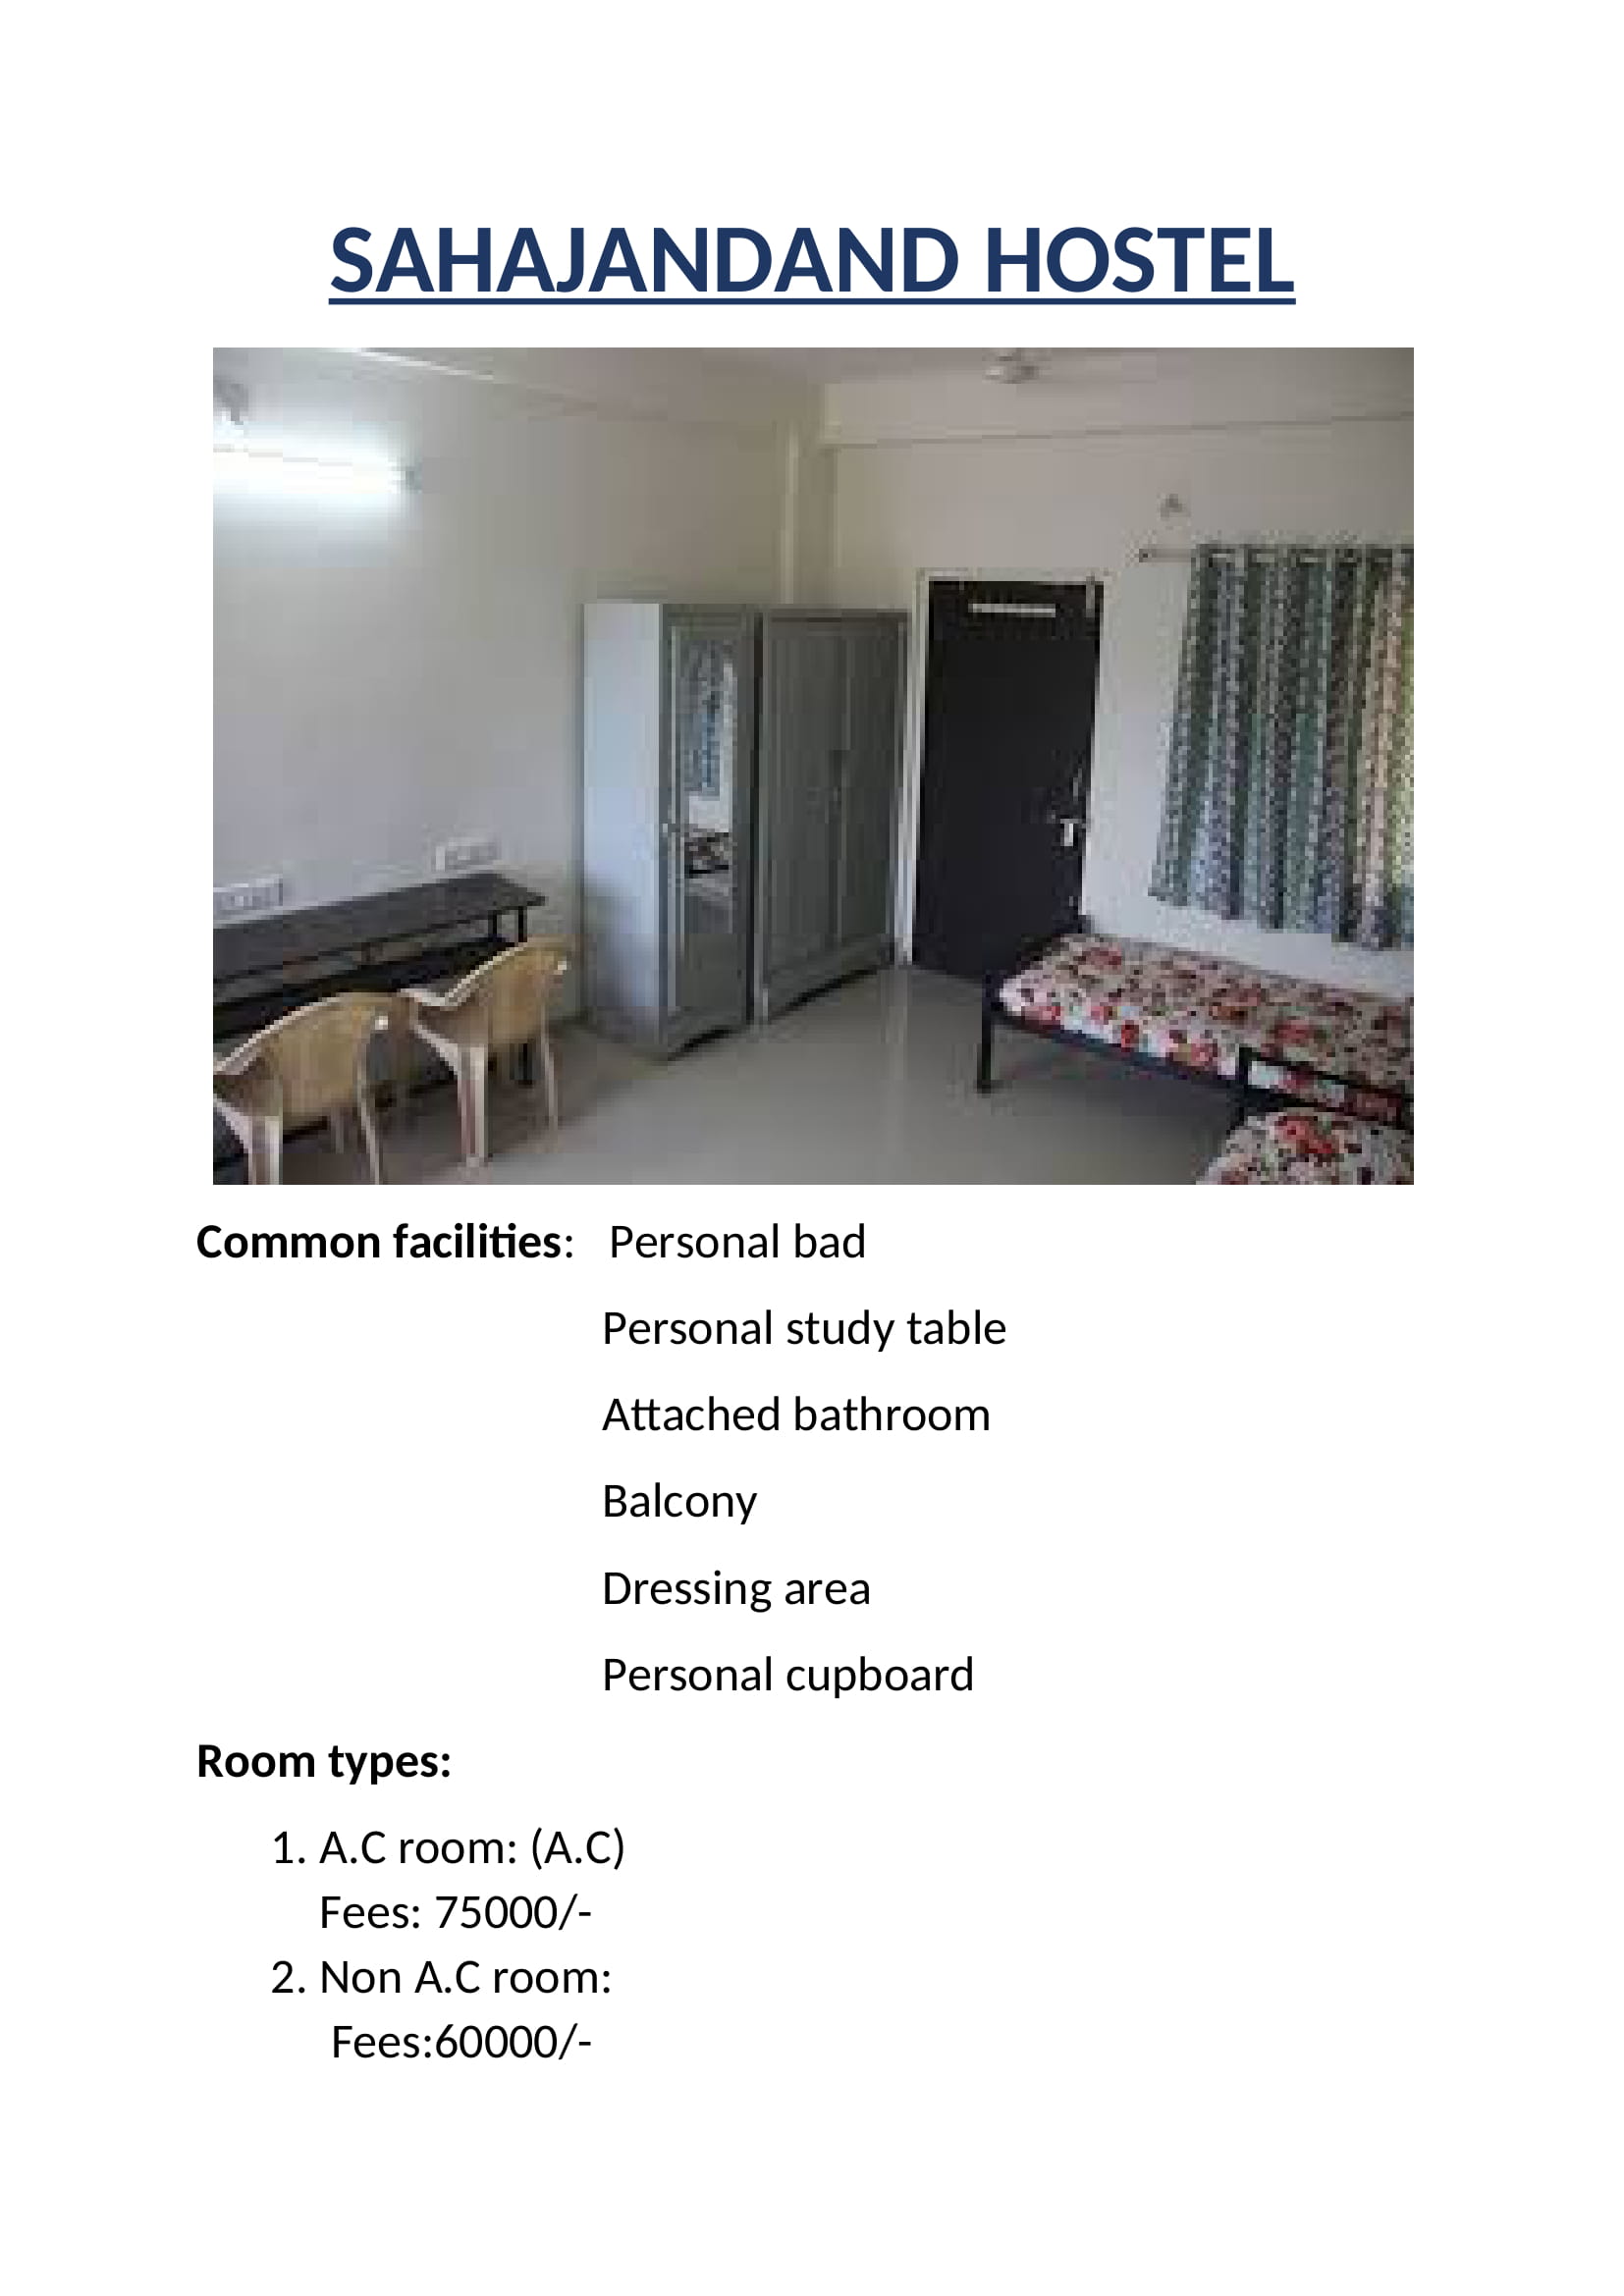 SAHAJANDAND HOSTEL
Common facilities:   Personal bad
Personal study table
Attached bathroom
Balcony
Dressing area
Personal cupboard
Room types:
1. A.C room: (A.C)
Fees: 75000/-
2. Non A.C room:
Fees:60000/-